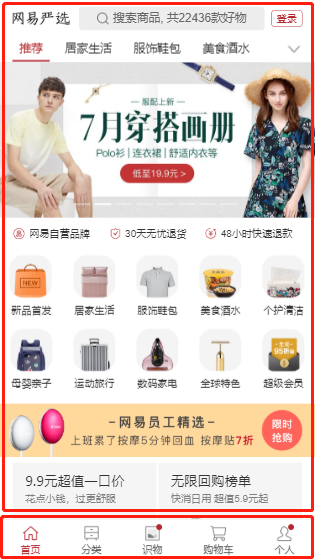 网易严选 搜索商品, 共22436款好物 登录
推荐 居家生活 服饰鞋包 美食酒水
服配上新
7月穿搭画册
Polo衫 | 连衣裙 | 舒适内衣等
低至19.9元 >
网易自营品牌 30天无忧退货 48小时快速退款
NEW
新品首发 居家生活 服饰鞋包 美食酒水 个护清洁
全场
95折
母婴亲子 运动旅行 数码家电 全球特色 超级会员
网易员工精选
上班累了按摩5分钟回血 按摩贴7折
限时
抢购
9.9元超值一口价 无限回购榜单
花点小钱，过更舒服 快消日用 超值5.9元起
首页 分类 识物 购物车 个人